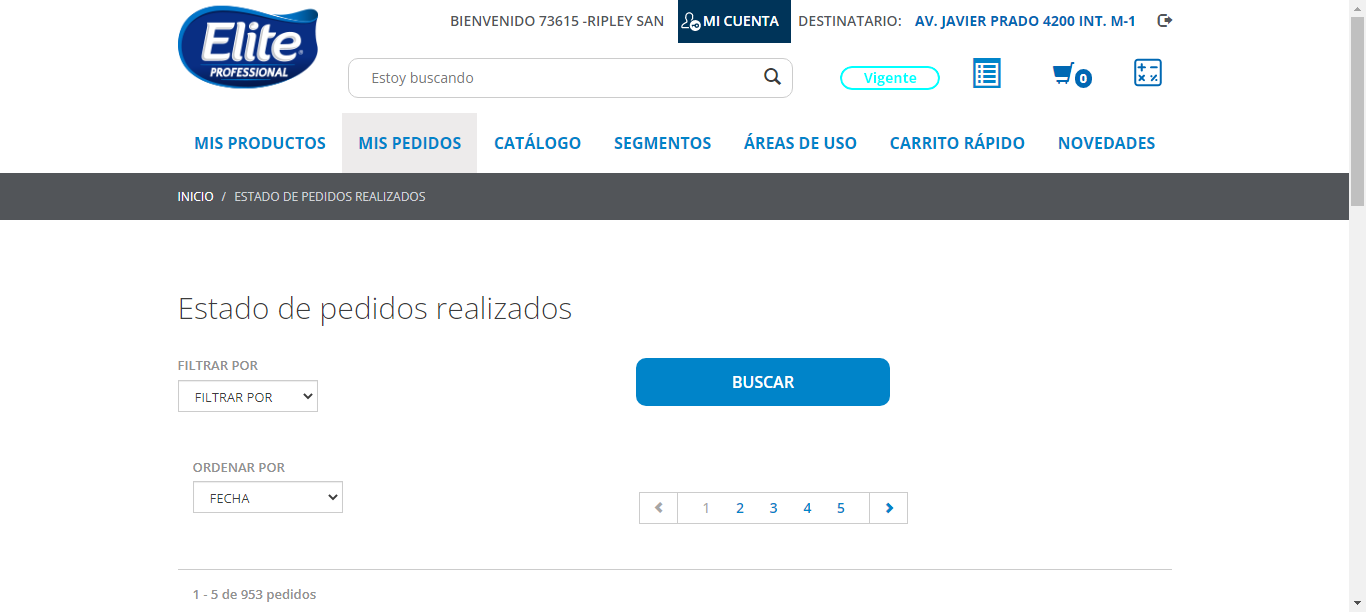 Elite
PROFESSIONAL
BIENVENIDO 73615 -RIPLEY SAN
MI CUENTA
DESTINATARIO: AV. JAVIER PRADO 4200 INT. M-1
Estoy buscando
Vigente
0
MIS PRODUCTOS
MIS PEDIDOS
CATÁLOGO
SEGMENTOS
ÁREAS DE USO
CARRITO RÁPIDO
NOVEDADES
INICIO / ESTADO DE PEDIDOS REALIZADOS
Estado de pedidos realizados
FILTRAR POR
FILTRAR POR
BUSCAR
ORDENAR POR
FECHA
1 2 3 4 5
1 - 5 de 953 pedidos